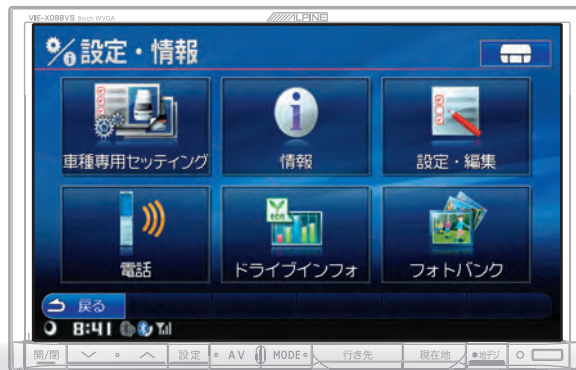 VIE-X088VS 8inch WVGA
ALPINE
設定・情報
車種専用セッティング
情報
設定・編集
eco
電話
ドライブインフォ
フォトバンク
戻る
8:41
開/閉 設定 AV MODE 行き先 現在地 ✱地デジ